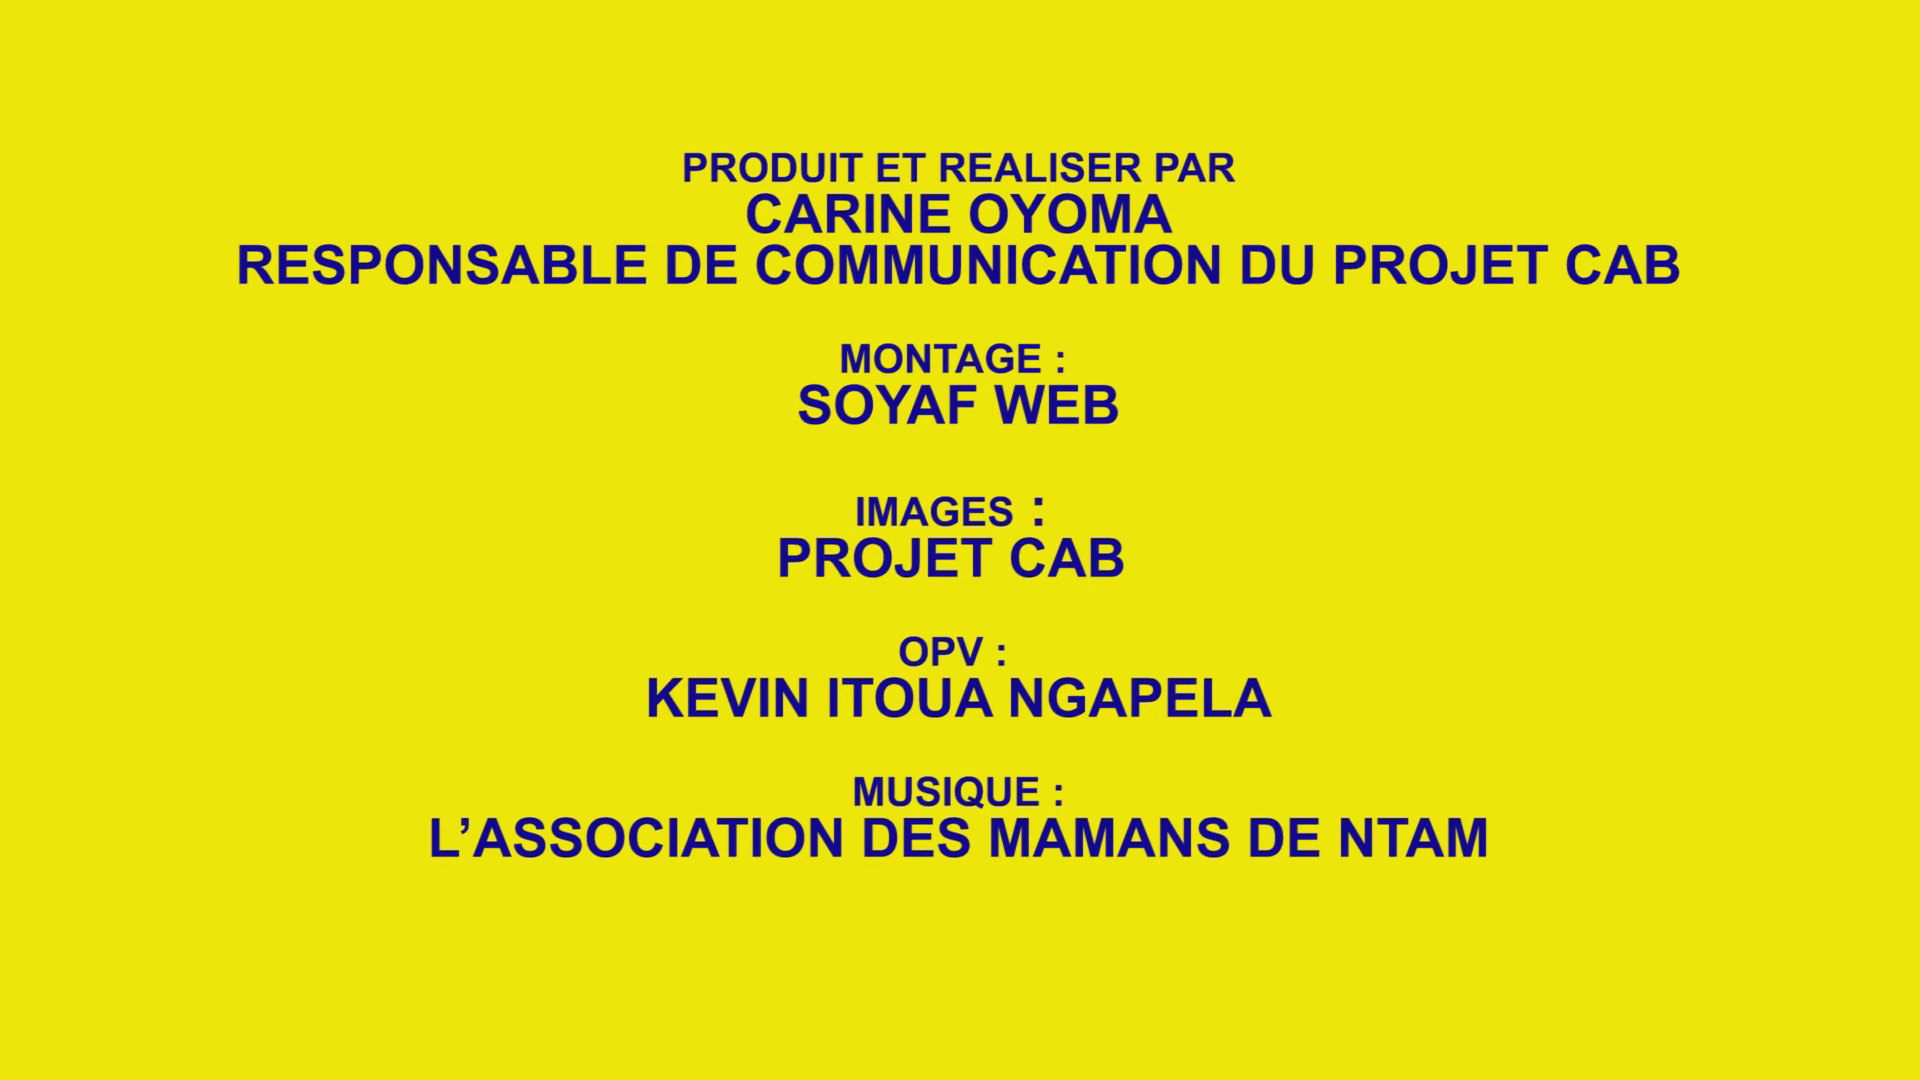 PRODUIT ET REALISER PAR
CARINE OYOMA
RESPONSABLE DE COMMUNICATION DU PROJET CAB
MONTAGE :
SOYAF WEB
IMAGES :
PROJET CAB
OPV :
KEVIN ITOUA NGAPELA
MUSIQUE :
L’ASSOCIATION DES MAMANS DE NTAM